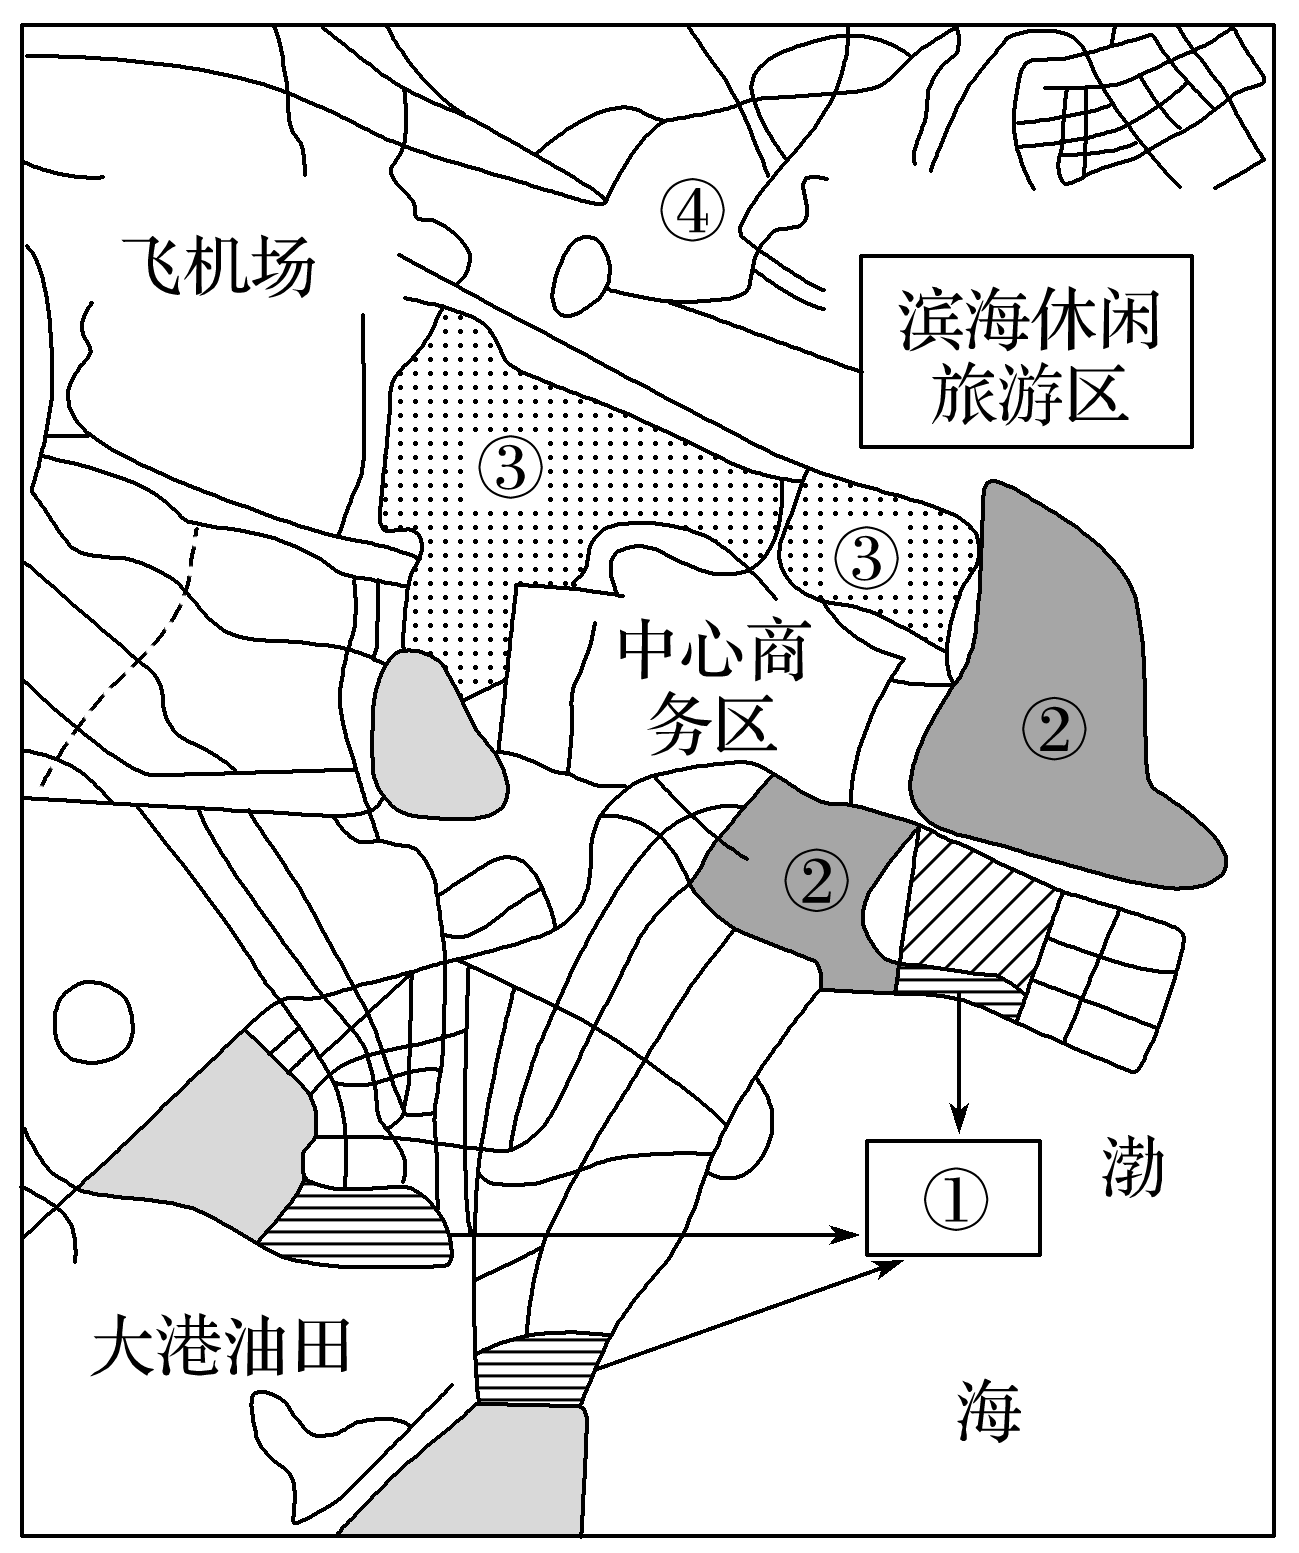 ④
飞机场
滨海休闲
旅游区
③
③
中心商
务区
②
②
渤
①
大港油田
海